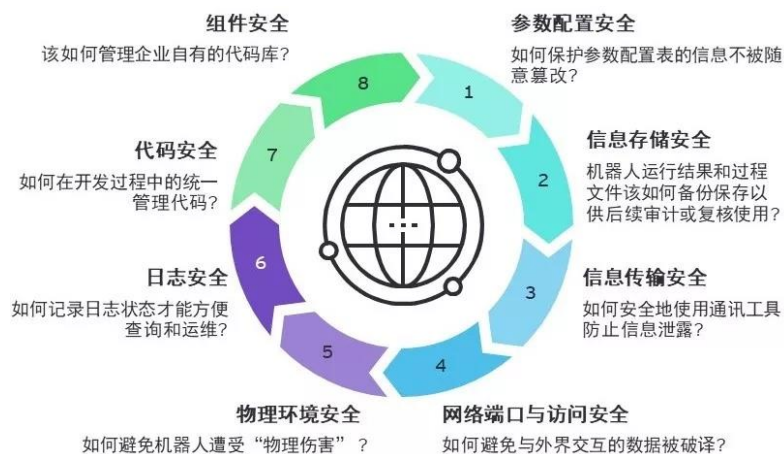 1
参数配置安全
如何保护参数配置表的信息不被随
意篡改?
2
信息存储安全
机器人运行结果和过程
文件该如何备份保存以
供后续审计或复核使用?
3
信息传输安全
如何安全地使用通讯工具
防止信息泄露?
4
网络端口与访问安全
如何避免与外界交互的数据被破译?
5
物理环境安全
如何避免机器人遭受“物理伤害”?
6
日志安全
如何记录日志状态才能方便
查询和运维?
7
代码安全
如何在开发过程中的统一
管理代码?
8
组件安全
该如何管理企业自有的代码库?